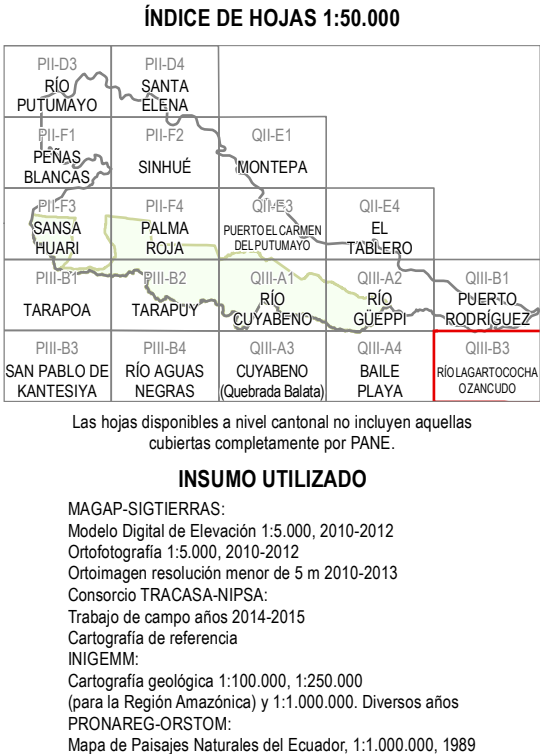 ÍNDICE DE HOJAS 1:50.000
PII-D3
RÍO
PUTUMAYO
PII-D4
SANTA
ELENA
PII-F1
PEÑAS
BLANCAS
PII-F2
SINHUÉ
QII-E1
MONTEPA
PII-F3
SANSA
HUARI
PII-F4
PALMA
ROJA
QII-E3
PUERTO EL CARMEN
DEL PUTUMAYO
QII-E4
EL
TABLERO
PIII-B1
TARAPOA
PIII-B2
TARAPUY
QIII-A1
RÍO
CUYABENO
QIII-A2
RÍO
GÜEPPI
QIII-B1
PUERTO
RODRÍGUEZ
PIII-B3
SAN PABLO DE
KANTESIYA
PIII-B4
RÍO AGUAS
NEGRAS
QIII-A3
CUYABENO
(Quebrada Balata)
QIII-A4
BAILE
PLAYA
QIII-B3
RÍO LAGARTOCOCHA
O ZANCUDO
Las hojas disponibles a nivel cantonal no incluyen aquellas
cubiertas completamente por PANE.
INSUMO UTILIZADO
MAGAP-SIGTIERRAS:
Modelo Digital de Elevación 1:5.000, 2010-2012
Ortofotografía 1:5.000, 2010-2012
Ortoimagen resolución menor de 5 m 2010-2013
Consorcio TRACASA-NIPSA:
Trabajo de campo años 2014-2015
Cartografía de referencia
INIGEMM:
Cartografía geológica 1:100.000, 1:250.000
(para la Región Amazónica) y 1:1.000.000. Diversos años
PRONAREG-ORSTOM:
Mapa de Paisajes Naturales del Ecuador, 1:1.000.000, 1989